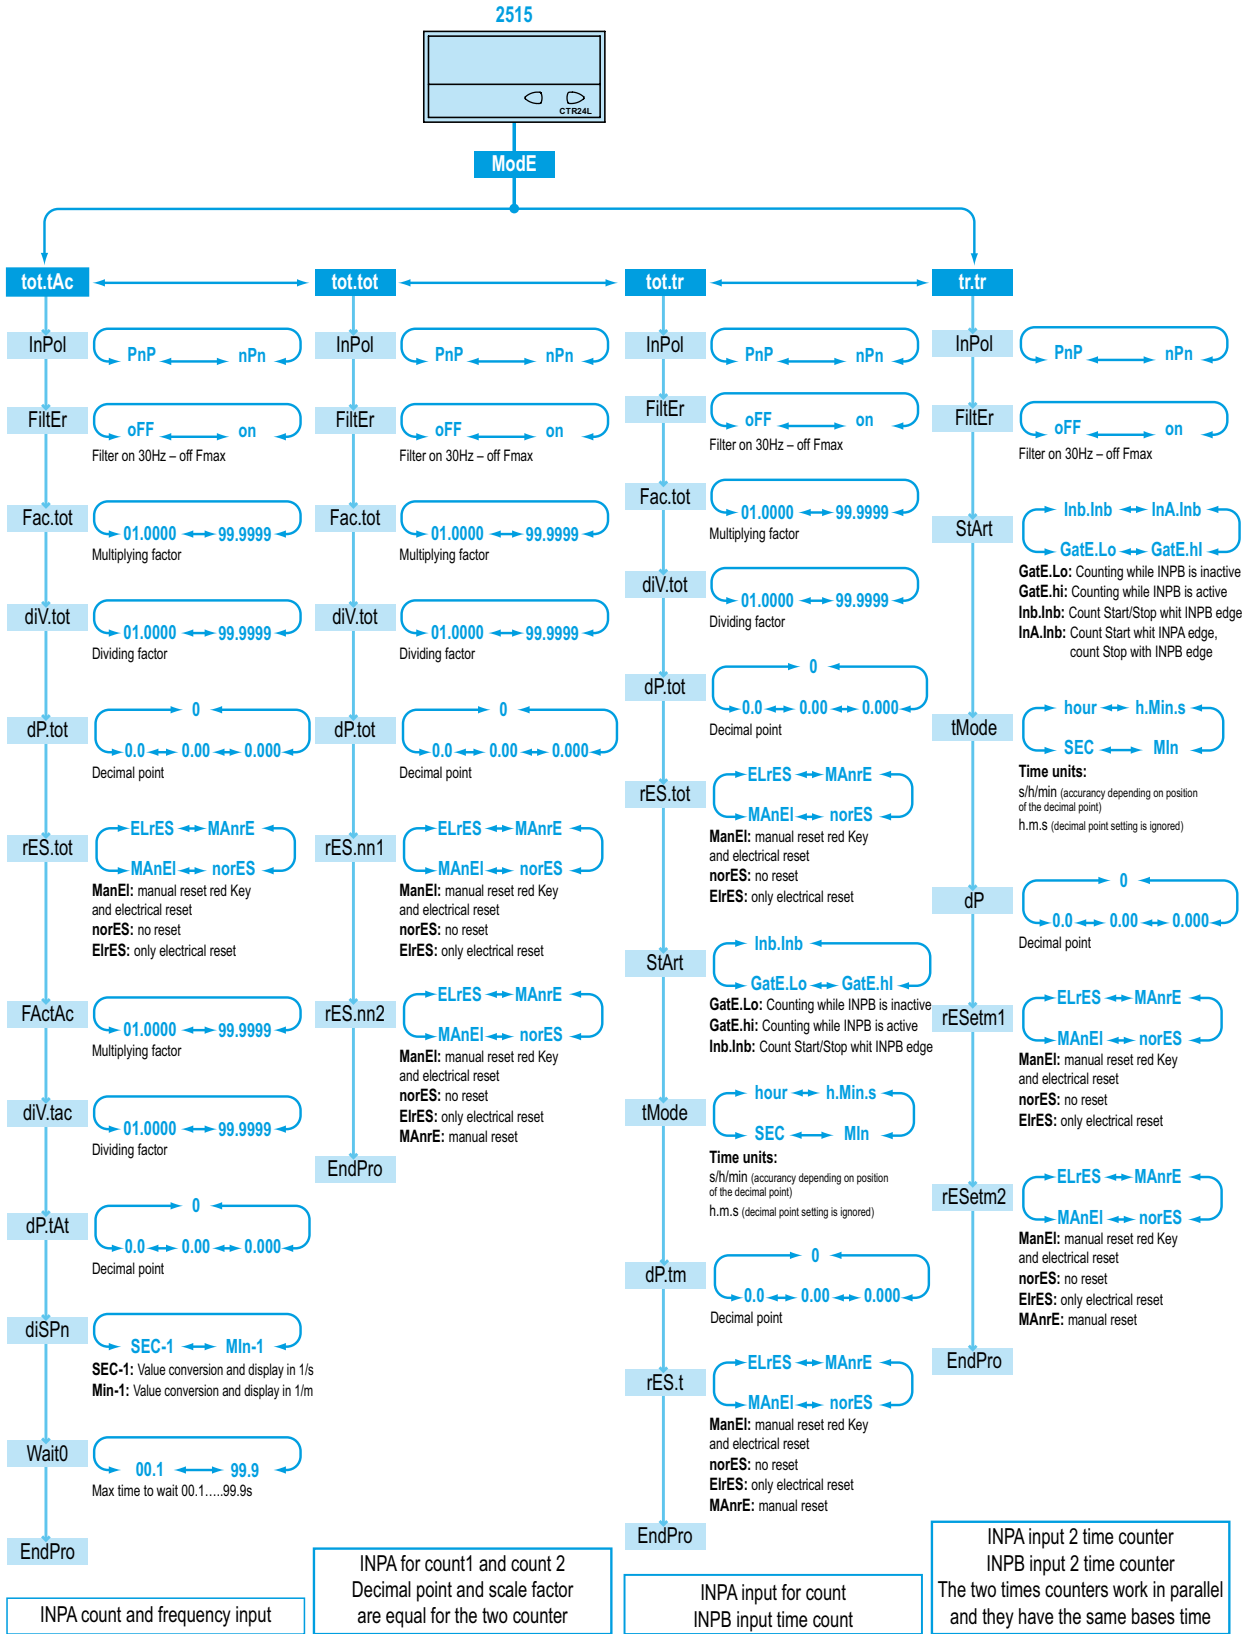 2515
CTR24L
ModE
tot.tAc
InPol
PnP nPn
FiltEr
oFF on
Filter on 30Hz – off Fmax
Fac.tot
01.0000 99.9999
Multiplying factor
diV.tot
01.0000 99.9999
Dividing factor
dP.tot
0
0.0 0.00 0.000
Decimal point
rES.tot
ELrES MAnrE
MAnEl norES
ManEl: manual reset red Key
and electrical reset
norES: no reset
ElrES: only electrical reset
FActAc
01.0000 99.9999
Multiplying factor
diV.tac
01.0000 99.9999
Dividing factor
dP.tAt
0
0.0 0.00 0.000
Decimal point
diSPn
SEC-1 MIn-1
SEC-1: Value conversion and display in 1/s
Min-1: Value conversion and display in 1/m
Wait0
00.1 99.9
Max time to wait 00.1…..99.9s
EndPro
INPA count and frequency input
tot.tot
InPol
PnP nPn
FiltEr
oFF on
Filter on 30Hz – off Fmax
Fac.tot
01.0000 99.9999
Multiplying factor
diV.tot
01.0000 99.9999
Dividing factor
dP.tot
0
0.0 0.00 0.000
Decimal point
rES.nn1
ELrES MAnrE
MAnEl norES
ManEl: manual reset red Key
and electrical reset
norES: no reset
ElrES: only electrical reset
rES.nn2
ELrES MAnrE
MAnEl norES
ManEl: manual reset red Key
and electrical reset
norES: no reset
ElrES: only electrical reset
MAnrE: manual reset
EndPro
INPA for count1 and count 2
Decimal point and scale factor
are equal for the two counter
tot.tr
InPol
PnP nPn
FiltEr
oFF on
Filter on 30Hz – off Fmax
Fac.tot
01.0000 99.9999
Multiplying factor
diV.tot
01.0000 99.9999
Dividing factor
dP.tot
0
0.0 0.00 0.000
Decimal point
rES.tot
ELrES MAnrE
MAnEl norES
ManEl: manual reset red Key
and electrical reset
norES: no reset
ElrES: only electrical reset
StArt
Inb.Inb
GatE.Lo GatE.hI
GatE.Lo: Counting while INPB is inactive
GatE.hi: Counting while INPB is active
Inb.Inb: Count Start/Stop whit INPB edge
tMode
hour h.Min.s
SEC MIn
Time units:
s/h/min (accurancy depending on position
of the decimal point)
h.m.s (decimal point setting is ignored)
dP.tm
0
0.0 0.00 0.000
Decimal point
rES.t
ELrES MAnrE
MAnEl norES
ManEl: manual reset red Key
and electrical reset
norES: no reset
ElrES: only electrical reset
MAnrE: manual reset
EndPro
INPA input for count
INPB input time count
tr.tr
InPol
PnP nPn
FiltEr
oFF on
Filter on 30Hz – off Fmax
StArt
Inb.Inb InA.Inb
GatE.Lo GatE.hI
GatE.Lo: Counting while INPB is inactive
GatE.hi: Counting while INPB is active
Inb.Inb: Count Start/Stop whit INPB edge
InA.Inb: Count Start whit INPA edge,
count Stop with INPB edge
tMode
hour h.Min.s
SEC MIn
Time units:
s/h/min (accurancy depending on position
of the decimal point)
h.m.s (decimal point setting is ignored)
dP
0
0.0 0.00 0.000
Decimal point
rESetm1
ELrES MAnrE
MAnEl norES
ManEl: manual reset red Key
and electrical reset
norES: no reset
ElrES: only electrical reset
rESetm2
ELrES MAnrE
MAnEl norES
ManEl: manual reset red Key
and electrical reset
norES: no reset
ElrES: only electrical reset
MAnrE: manual reset
EndPro
INPA input 2 time counter
INPB input 2 time counter
The two times counters work in parallel
and they have the same bases time